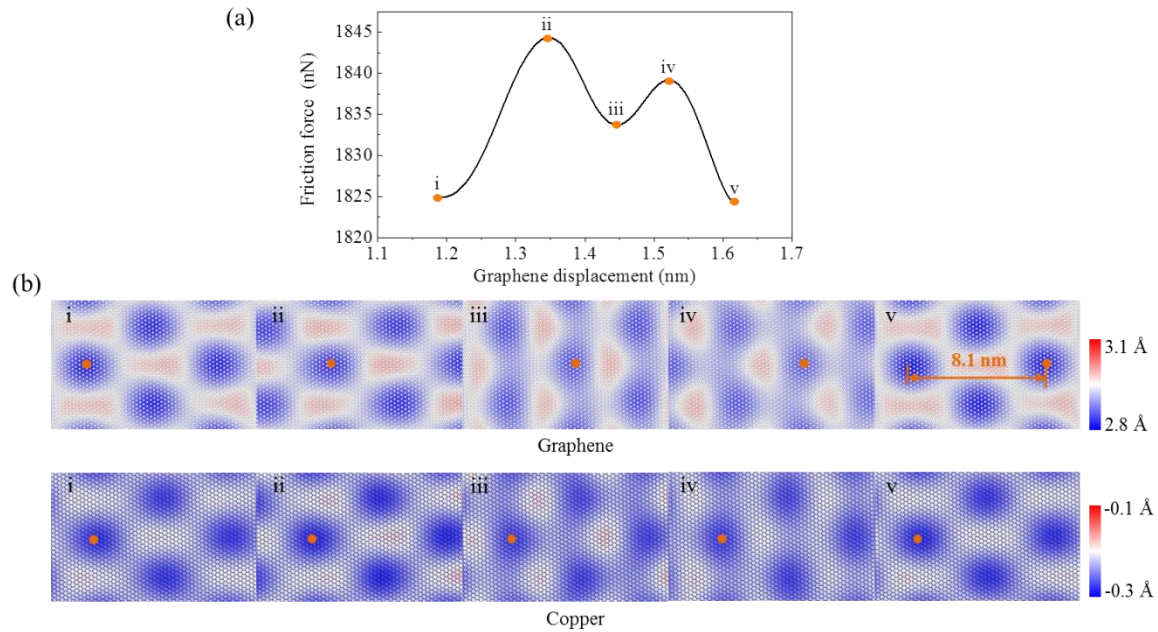 (a)
Friction force (nN)
1845
1840
1835
1830
1825
1820
i
ii
iii
iv
v
1.1 1.2 1.3 1.4 1.5 1.6 1.7
Graphene displacement (nm)
(b)
i ii iii iv v
8.1 nm
3.1 Å
2.8 Å
Graphene
i ii iii iv v
-0.1 Å
-0.3 Å
Copper